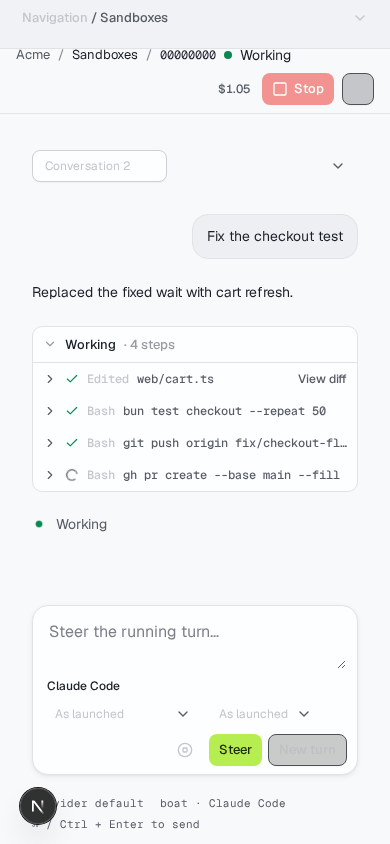 Navigation / Sandboxes
Acme / Sandboxes / 00000000 Working
$1.05 Stop
Conversation 2
Fix the checkout test
Replaced the fixed wait with cart refresh.
Working · 4 steps
Edited web/cart.ts View diff
Bash bun test checkout --repeat 50
Bash git push origin fix/checkout-fl…
Bash gh pr create --base main --fill
Working
Steer the running turn…
Claude Code
As launched As launched
Steer New turn
N
default boat · Claude Code
/ Ctrl + Enter to send